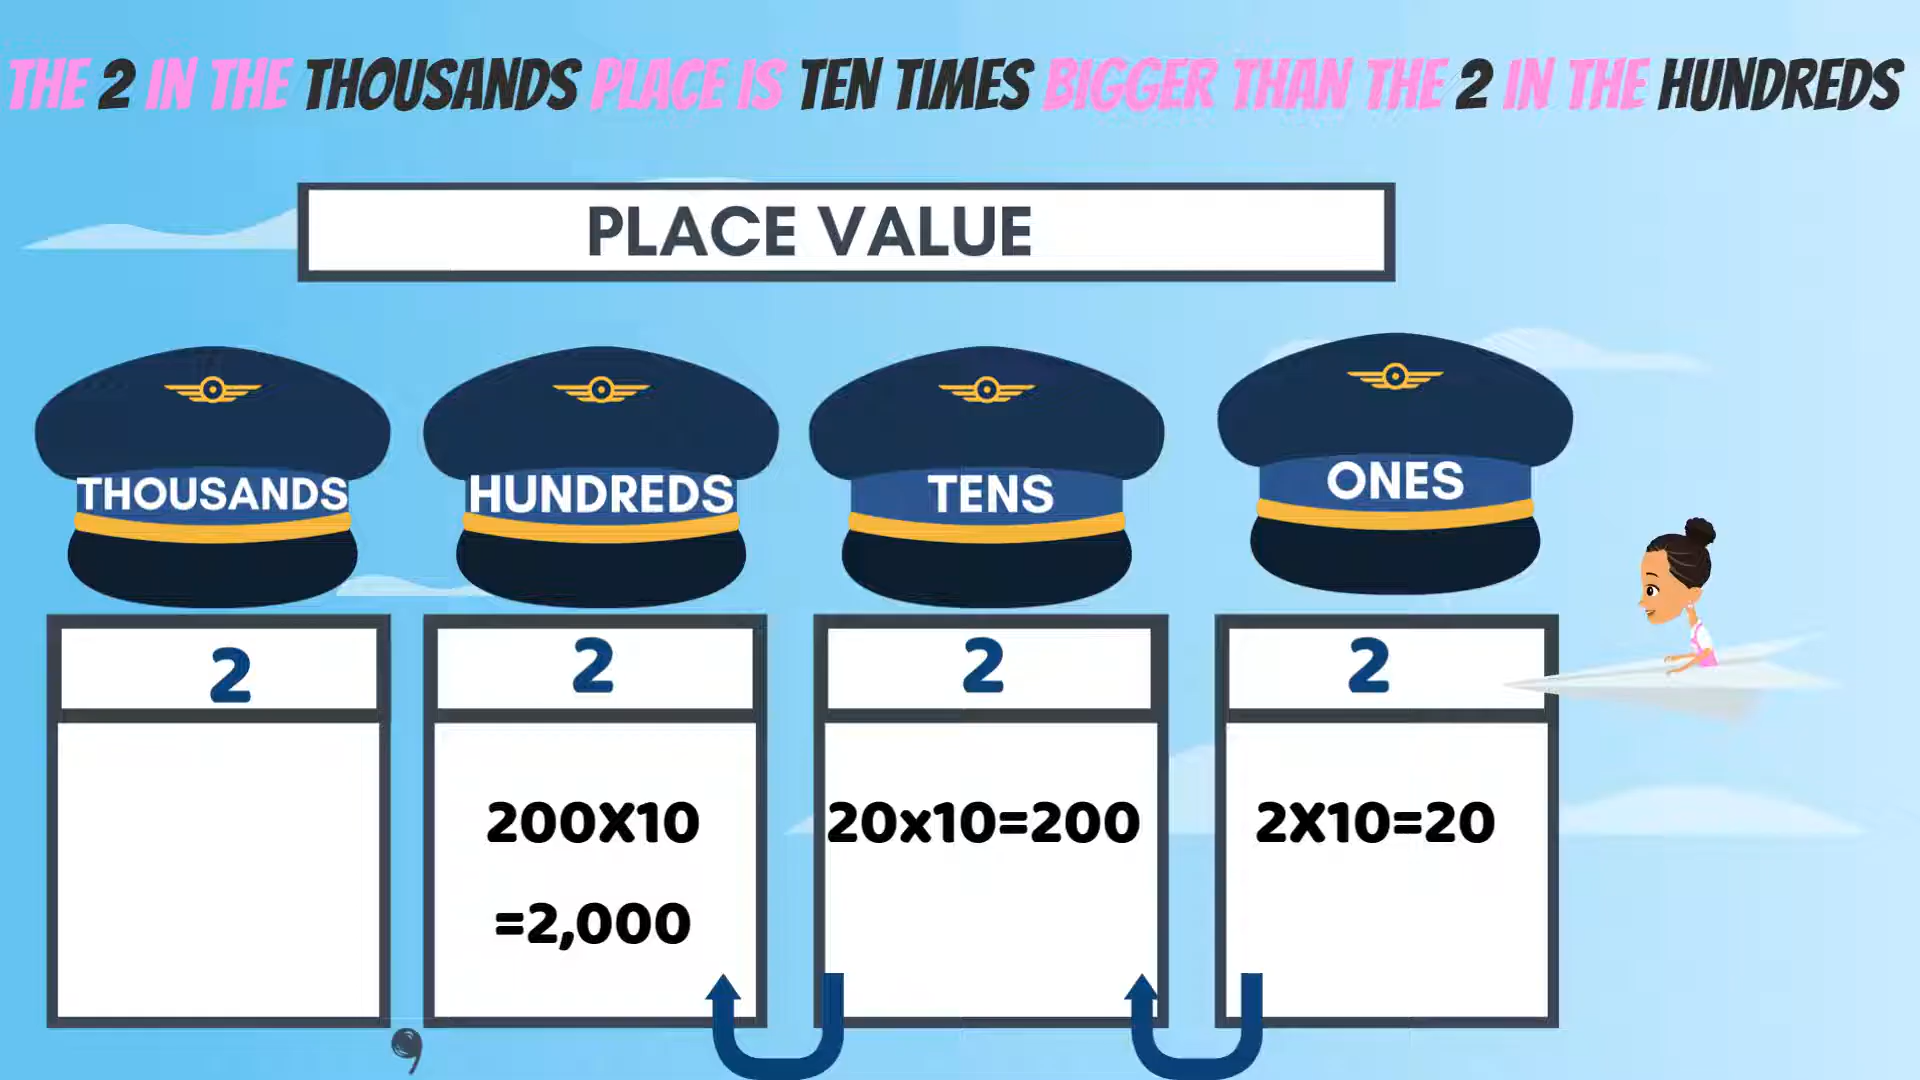 THE 2 IN THE THOUSANDS PLACE IS TEN TIMES BIGGER THAN THE 2 IN THE HUNDREDS
PLACE VALUE
THOUSANDS HUNDREDS TENS ONES
2 2 2 2
200X10 20x10=200 2X10=20
=2,000
,